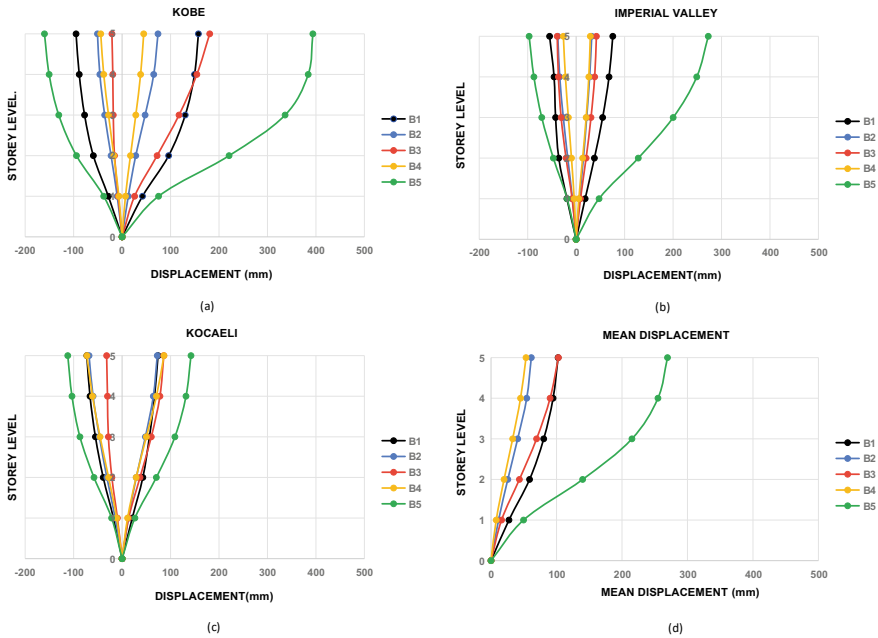 KOBE
STOREY LEVEL.
0
-200 -100 0 100 200 300 400 500
DISPLACEMENT (mm)
B1
B2
B3
B4
B5
(a)
IMPERIAL VALLEY
STOREY LEVEL
5
4
3
0
-200 -100 0 100 200 300 400 500
DISPLACEMENT(mm)
B1
B2
B3
B4
B5
(b)
KOCAELI
STOREY LEVEL
5
4
3
2
1
0
-200 -100 0 100 200 300 400 500
DISPLACEMENT(mm)
B1
B2
B3
B4
B5
(c)
MEAN DISPLACEMENT
STOREY LEVEL
5
4
3
2
1
0
0 100 200 300 400 500
MEAN DISPLACEMENT (mm)
B1
B2
B3
B4
B5
(d)